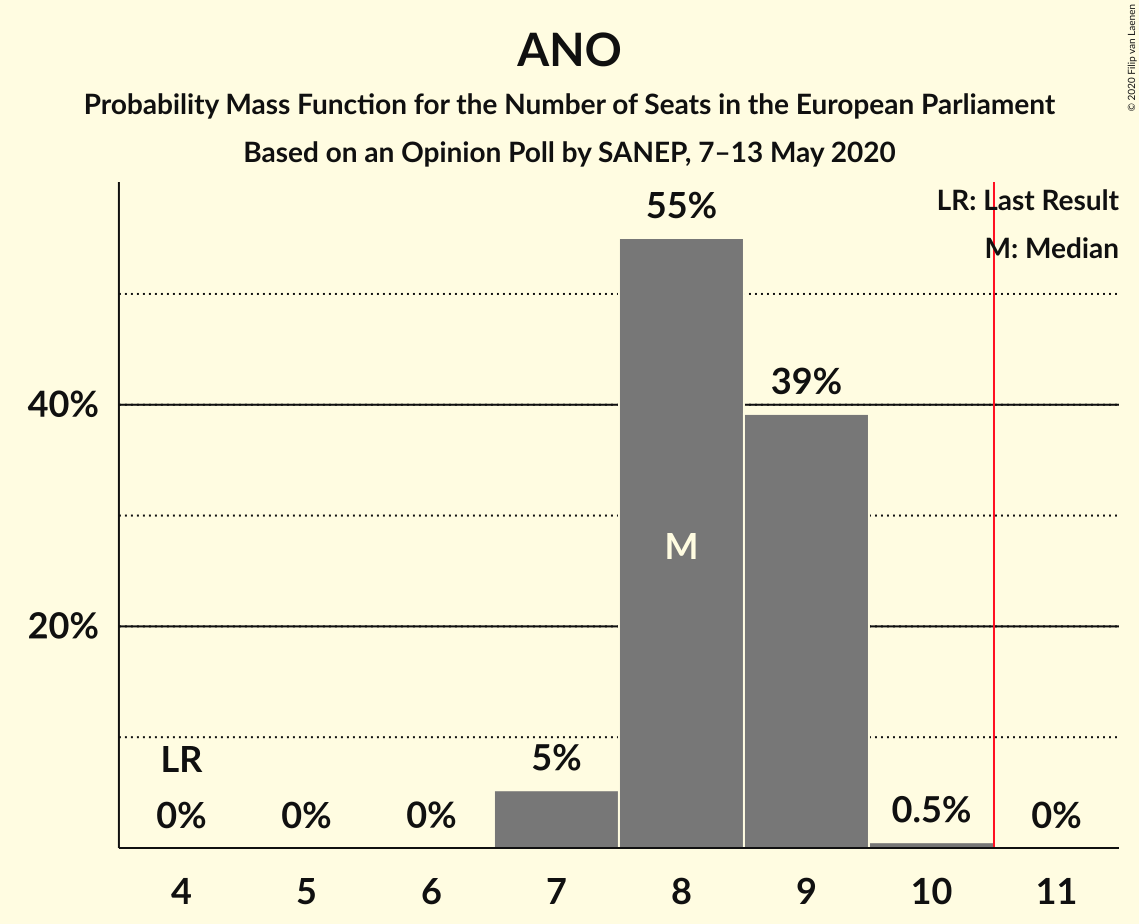 ANO
Probability Mass Function for the Number of Seats in the European Parliament
Based on an Opinion Poll by SANEP, 7–13 May 2020
© 2020 Filip van Laenen
LR: Last Result
M: Median
55%
39%
40%
M
20%
LR
5%
0%
0%
0%
0.5%
0%
4
5
6
7
8
9
10
11